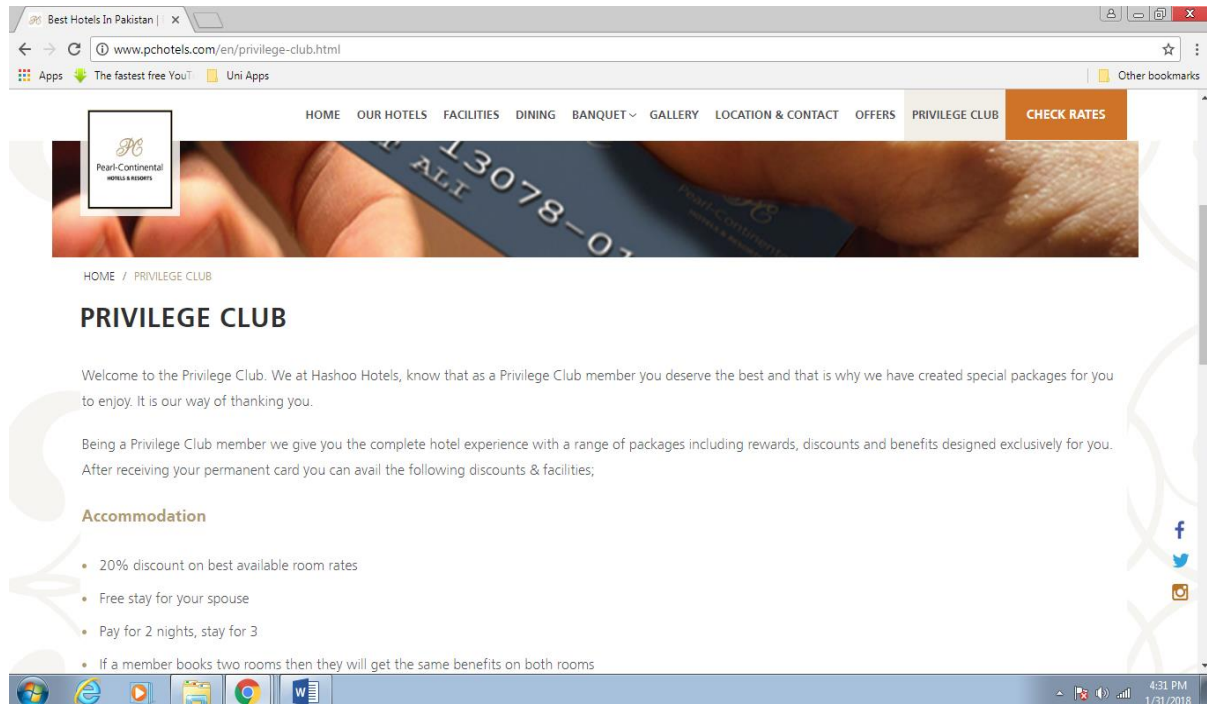 Best Hotels In Pakistan |
www.pchotels.com/en/privilege-club.html
Apps The fastest free YouT Uni Apps Other bookmarks
HOME OUR HOTELS FACILITIES DINING BANQUET GALLERY LOCATION & CONTACT OFFERS PRIVILEGE CLUB CHECK RATES
PC
Pearl-Continental
HOTELS & RESORTS
13078-01
T ALI
Pearl-Continental
HOTELS & RESORTS
HOME / PRIVILEGE CLUB
PRIVILEGE CLUB
Welcome to the Privilege Club. We at Hashoo Hotels, know that as a Privilege Club member you deserve the best and that is why we have created special packages for you
to enjoy. It is our way of thanking you.
Being a Privilege Club member we give you the complete hotel experience with a range of packages including rewards, discounts and benefits designed exclusively for you.
After receiving your permanent card you can avail the following discounts & facilities;
Accommodation
• 20% discount on best available room rates
• Free stay for your spouse
• Pay for 2 nights, stay for 3
• If a member books two rooms then they will get the same benefits on both rooms
4:31 PM
1/31/2018